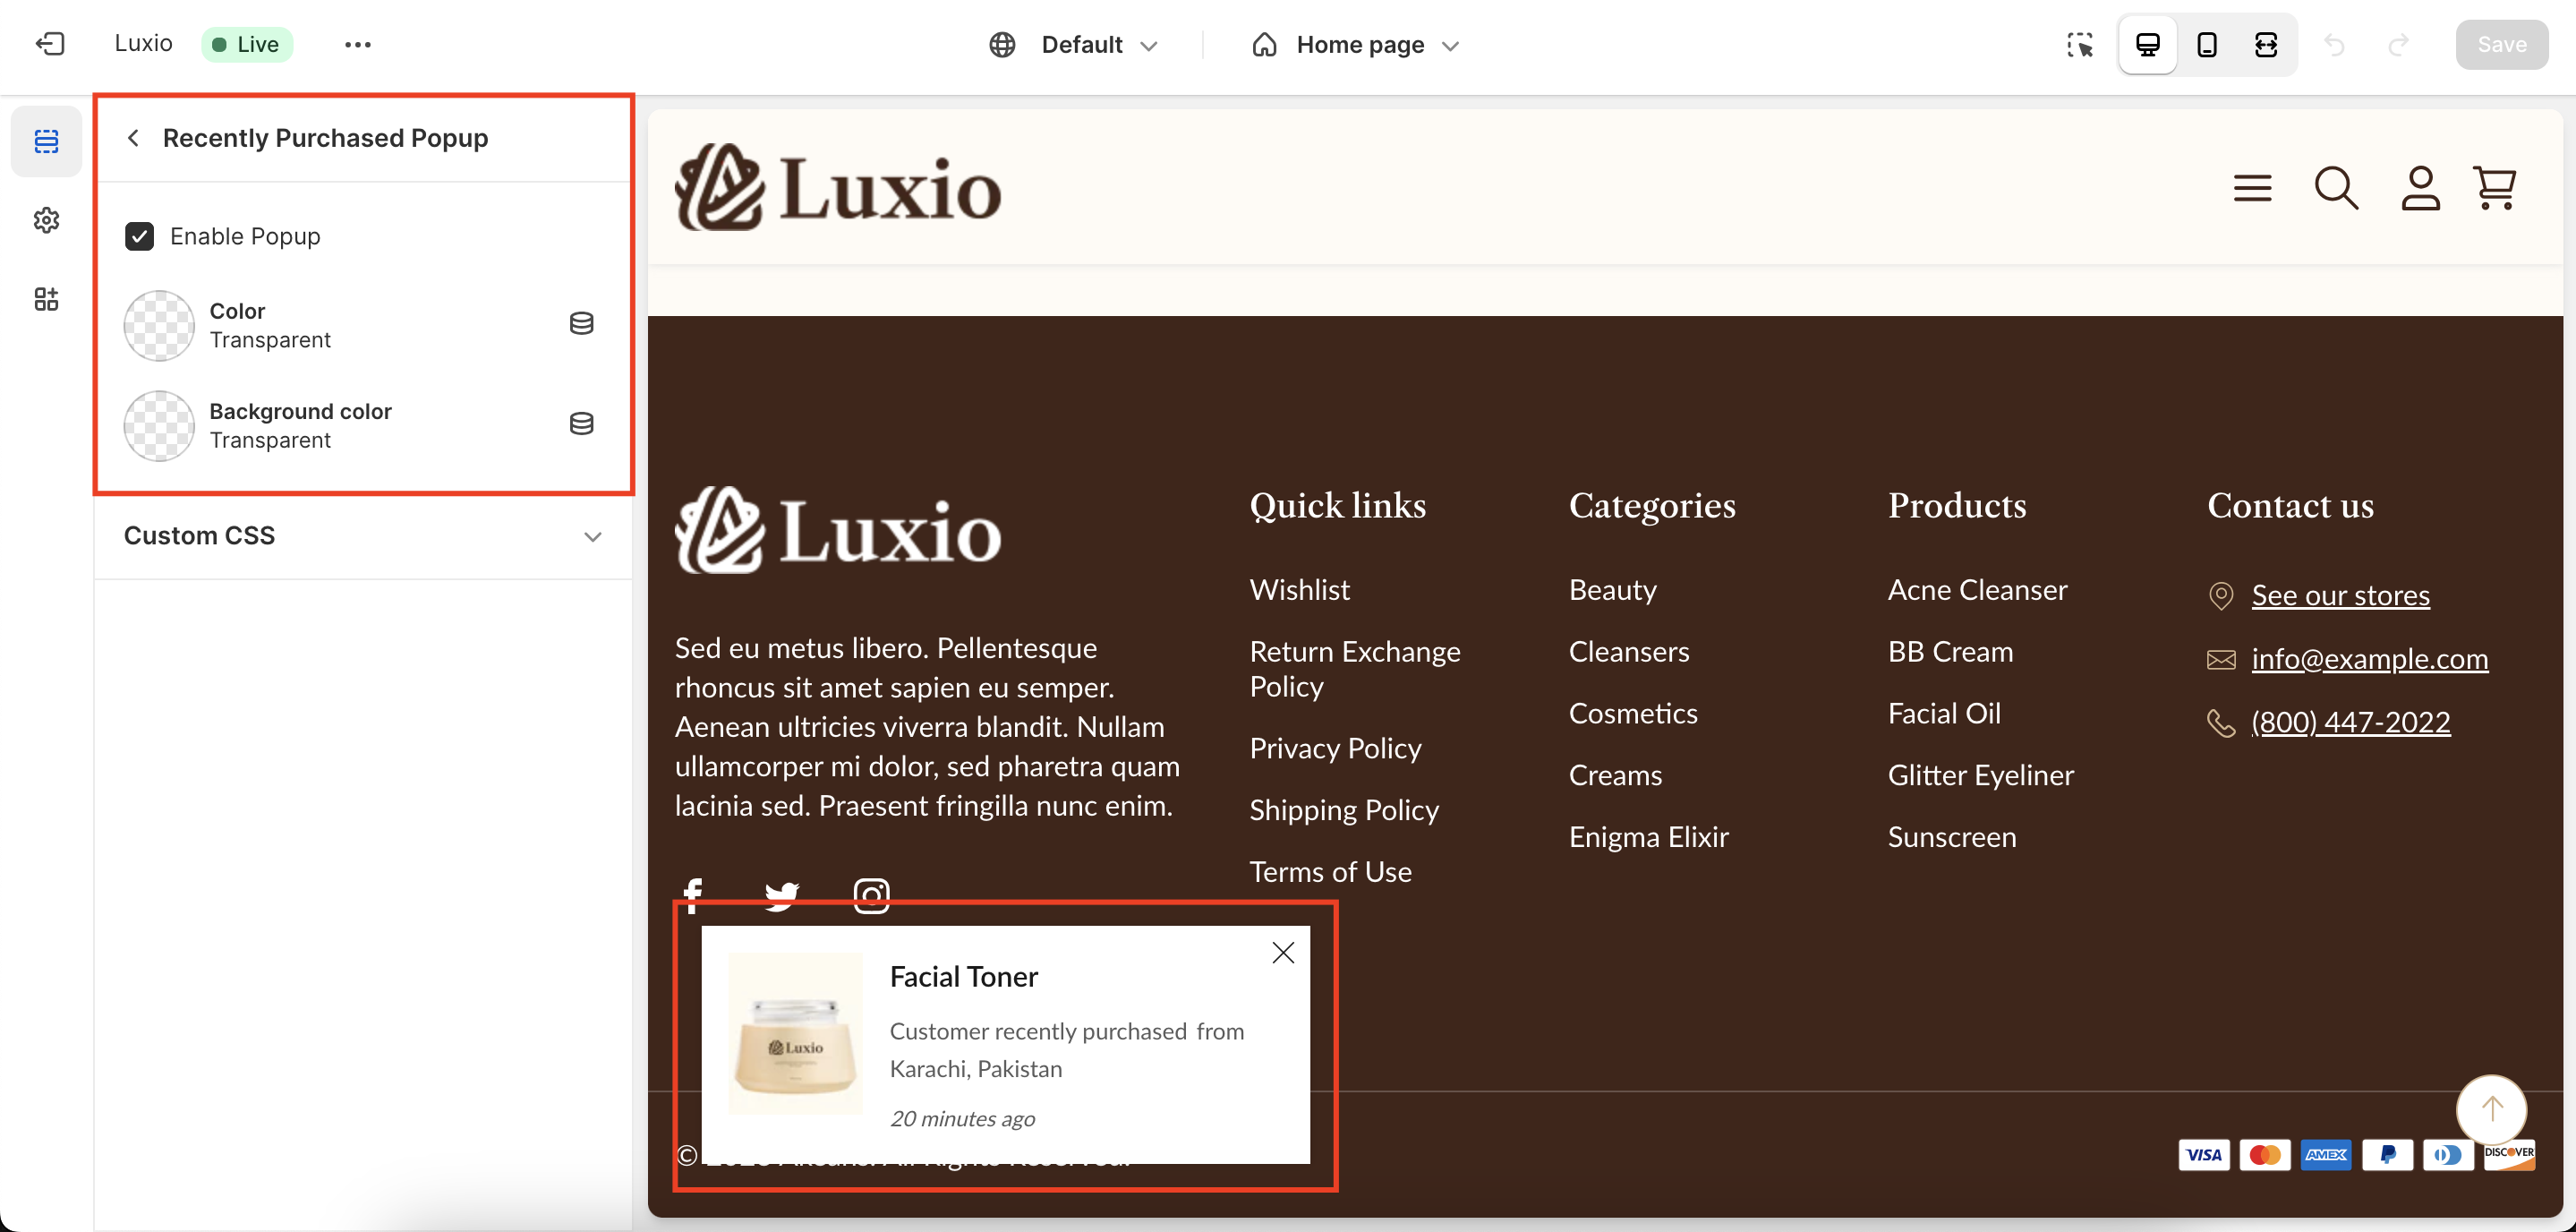 Luxio
Live
Default
Home page
Save
Recently Purchased Popup
Enable Popup
Color
Transparent
Background color
Transparent
Custom CSS
Luxio
Luxio
Sed eu metus libero. Pellentesque
rhoncus sit amet sapien eu semper.
Aenean ultricies viverra blandit. Nullam
ullamcorper mi dolor, sed pharetra quam
lacinia sed. Praesent fringilla nunc enim.
Quick links
Wishlist
Return Exchange
Policy
Privacy Policy
Shipping Policy
Terms of Use
Categories
Beauty
Cleansers
Cosmetics
Creams
Enigma Elixir
Products
Acne Cleanser
BB Cream
Facial Oil
Glitter Eyeliner
Sunscreen
Contact us
See our stores
info@example.com
(800) 447-2022
Luxio
Facial Toner
Customer recently purchased from
Karachi, Pakistan
20 minutes ago
©
VISA
AMEX
DISCOVER